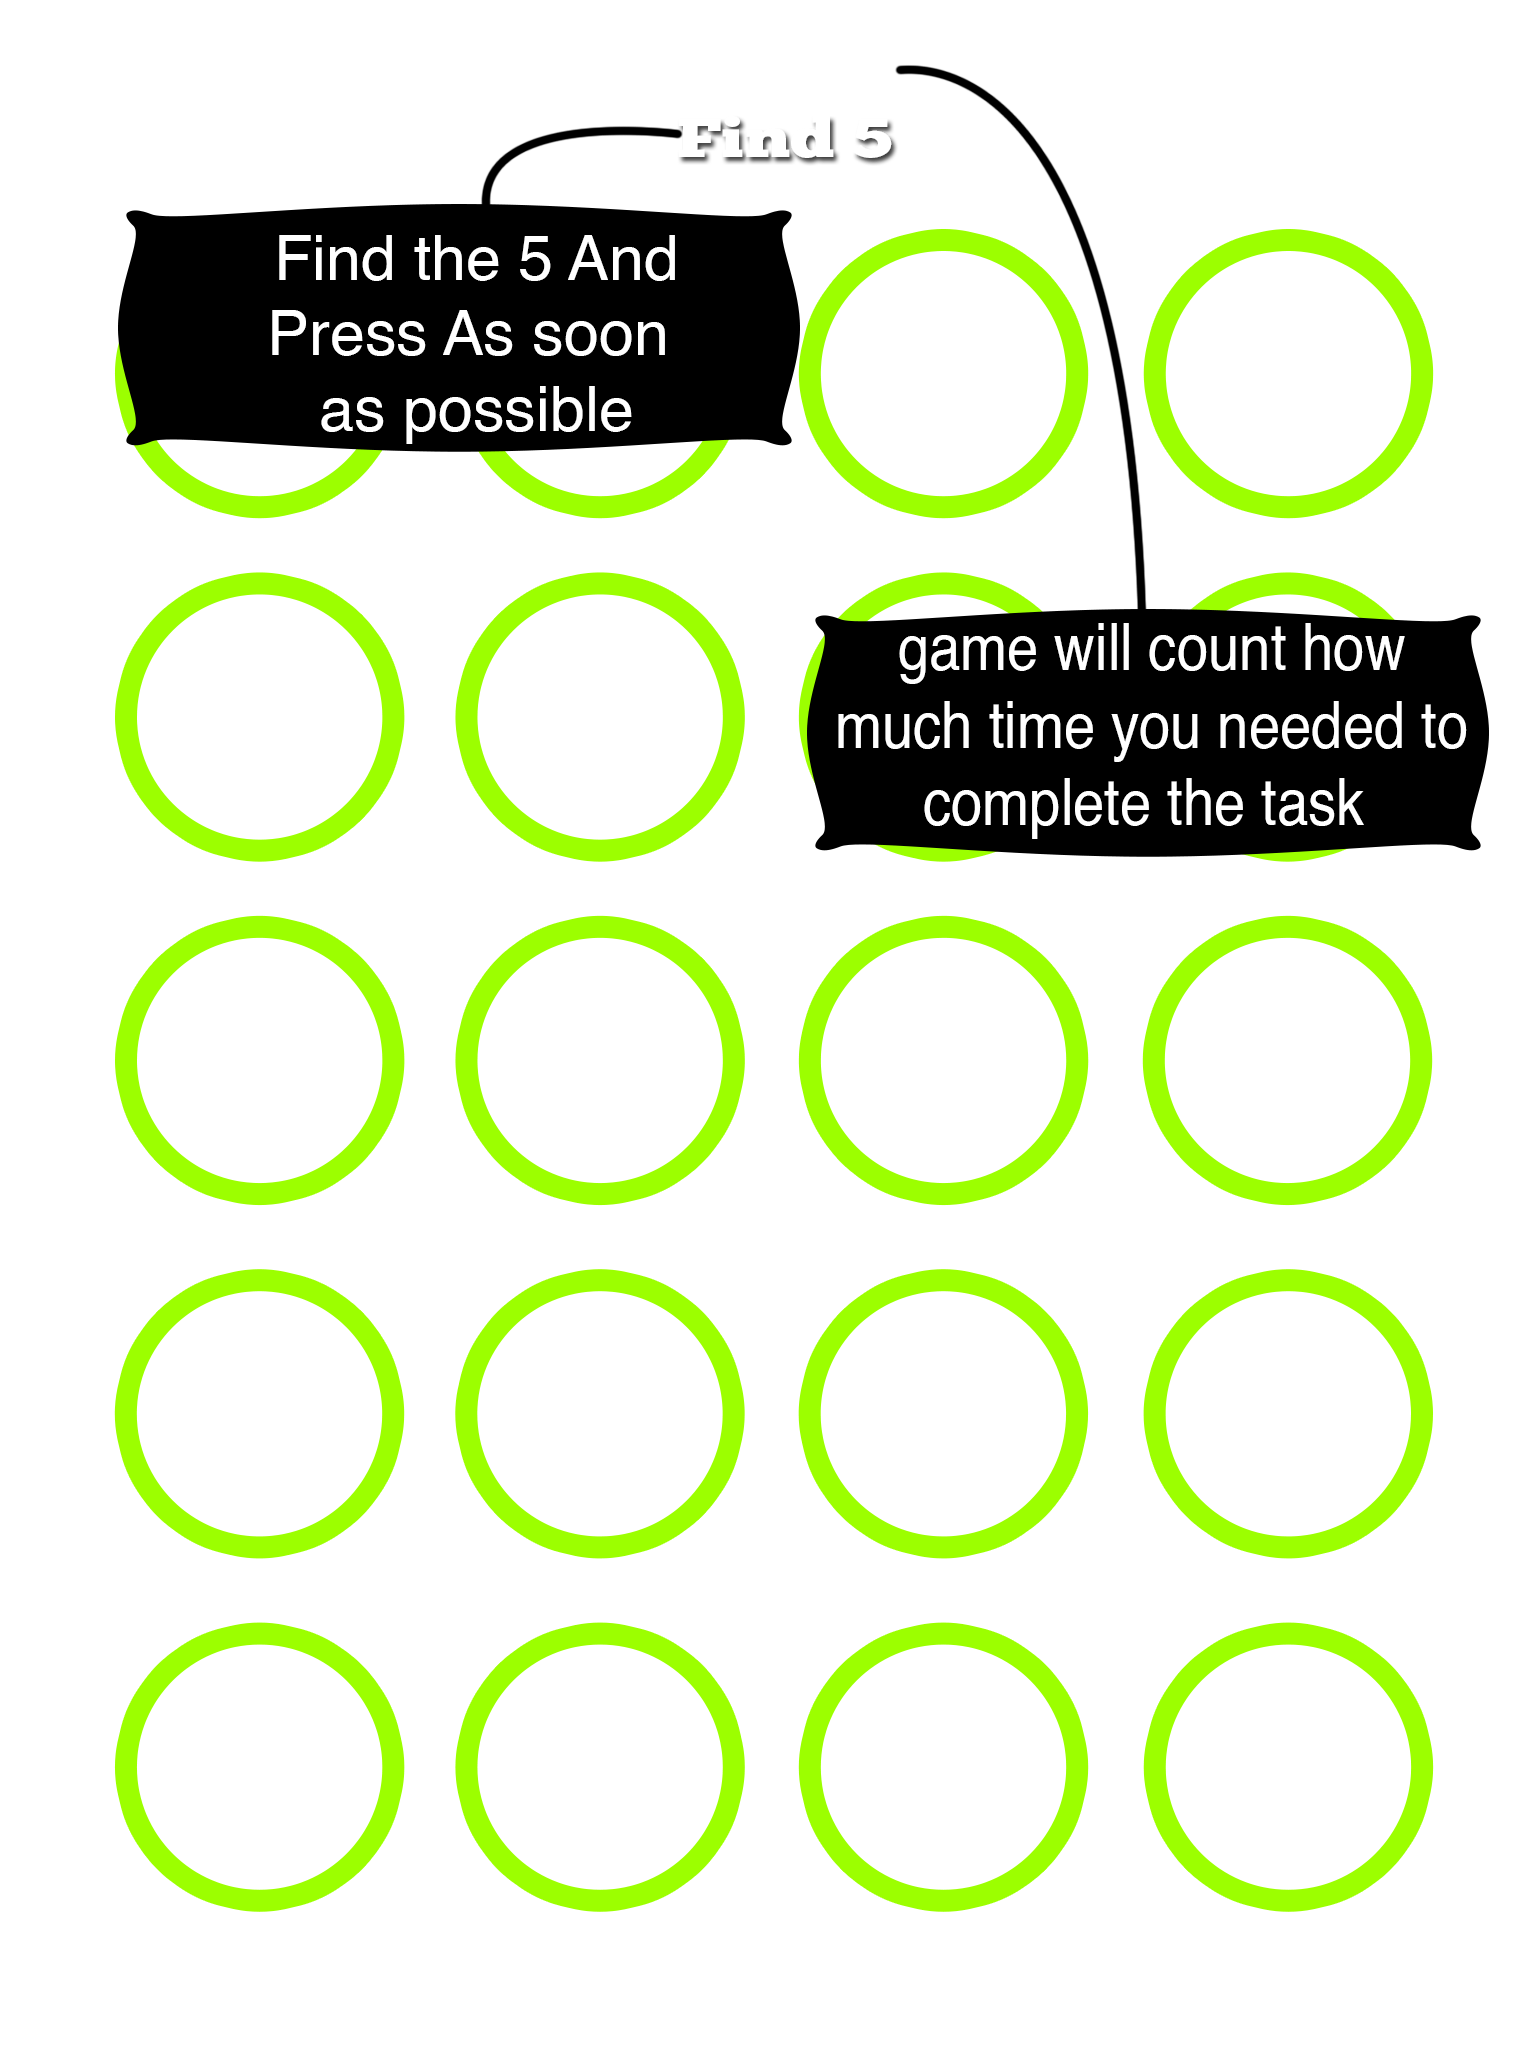 Find 5
Find the 5 And
Press As soon
as possible
game will count how
much time you needed to
complete the task